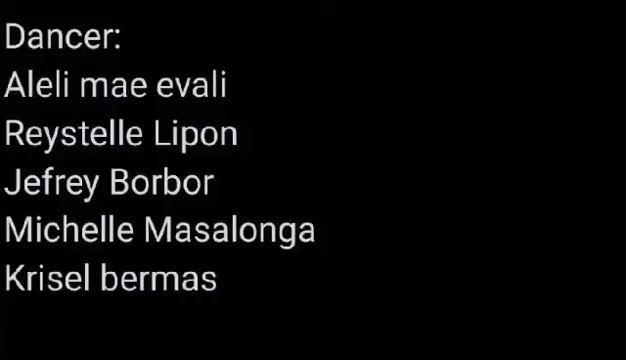 Dancer:
Aleli mae evali
Reystelle Lipon
Jefrey Borbor
Michelle Masalonga
Krisel bermas